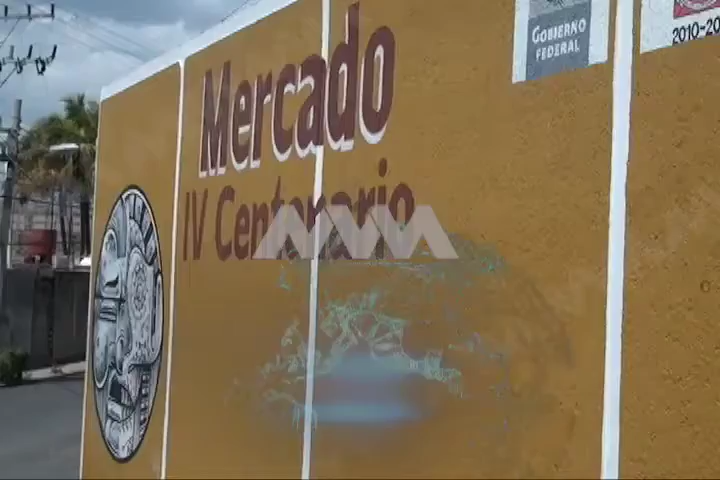 Mercado
IV Centenario
GOBIERNO
FEDERAL
2010-20